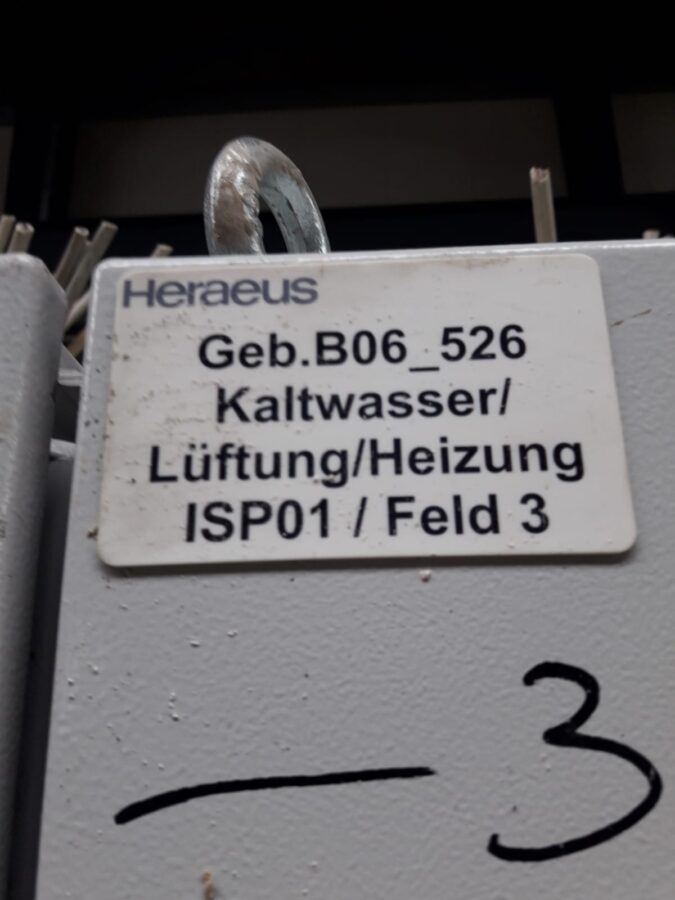 Heraeus
Geb.B06_526
Kaltwasser/
Lüftung/Heizung
ISP01 / Feld 3
— 3